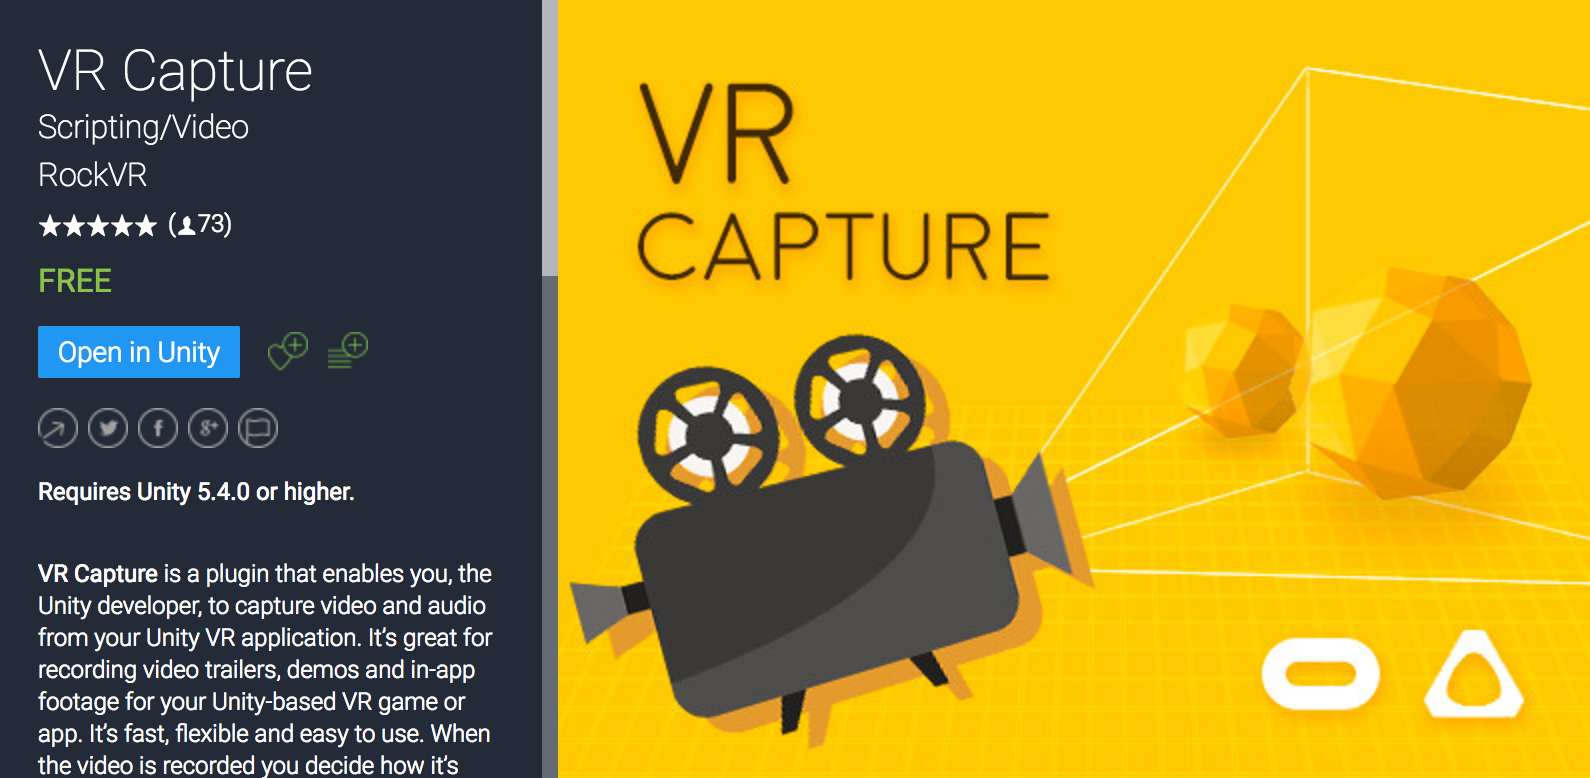 VR Capture
Scripting/Video
RockVR
★★★★★ (73)
FREE
Open in Unity
Requires Unity 5.4.0 or higher.
VR Capture is a plugin that enables you, the
Unity developer, to capture video and audio
from your Unity VR application. It’s great for
recording video trailers, demos and in-app
footage for your Unity-based VR game or
app. It’s fast, flexible and easy to use. When
the video is recorded you decide how it’s
VR
CAPTURE